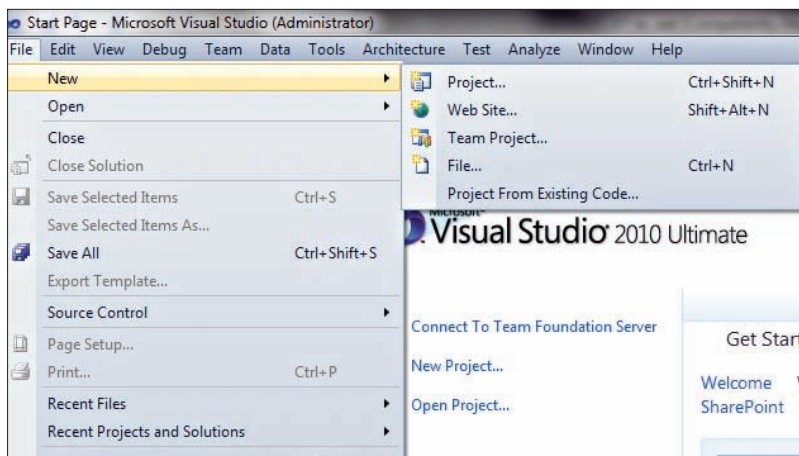 Start Page - Microsoft Visual Studio (Administrator)
File Edit View Debug Team Data Tools Architecture Test Analyze Window Help
New
Open
Close
Close Solution
Save Selected Items Ctrl+S
Save Selected Items As...
Save All Ctrl+Shift+S
Export Template...
Source Control
Page Setup...
Print... Ctrl+P
Recent Files
Recent Projects and Solutions
Project... Ctrl+Shift+N
Web Site... Shift+Alt+N
Team Project...
File... Ctrl+N
Project From Existing Code...
Microsoft®
Visual Studio 2010 Ultimate
Connect To Team Foundation Server
New Project...
Open Project...
Get Star
Welcome
SharePoint